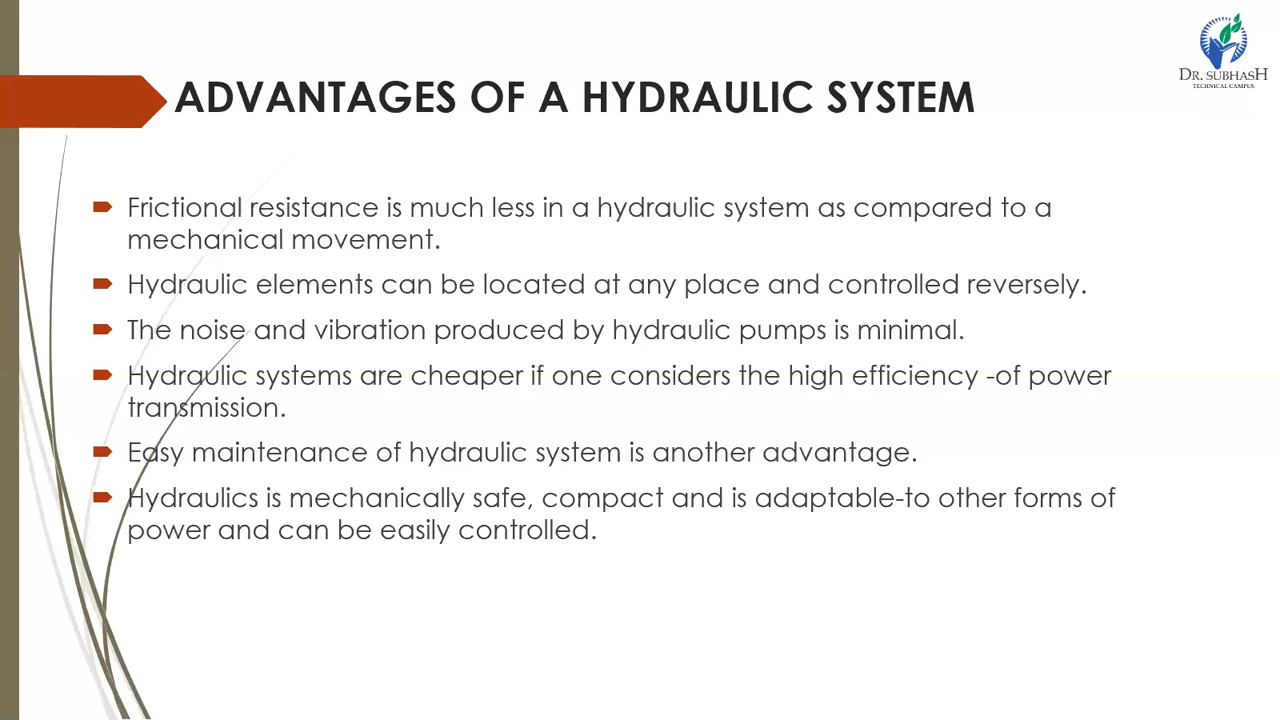 DR. SUBHASH
TECHNICAL CAMPUS
ADVANTAGES OF A HYDRAULIC SYSTEM
Frictional resistance is much less in a hydraulic system as compared to a
mechanical movement.
Hydraulic elements can be located at any place and controlled reversely.
The noise and vibration produced by hydraulic pumps is minimal.
Hydraulic systems are cheaper if one considers the high efficiency -of power
transmission.
Easy maintenance of hydraulic system is another advantage.
Hydraulics is mechanically safe, compact and is adaptable-to other forms of
power and can be easily controlled.